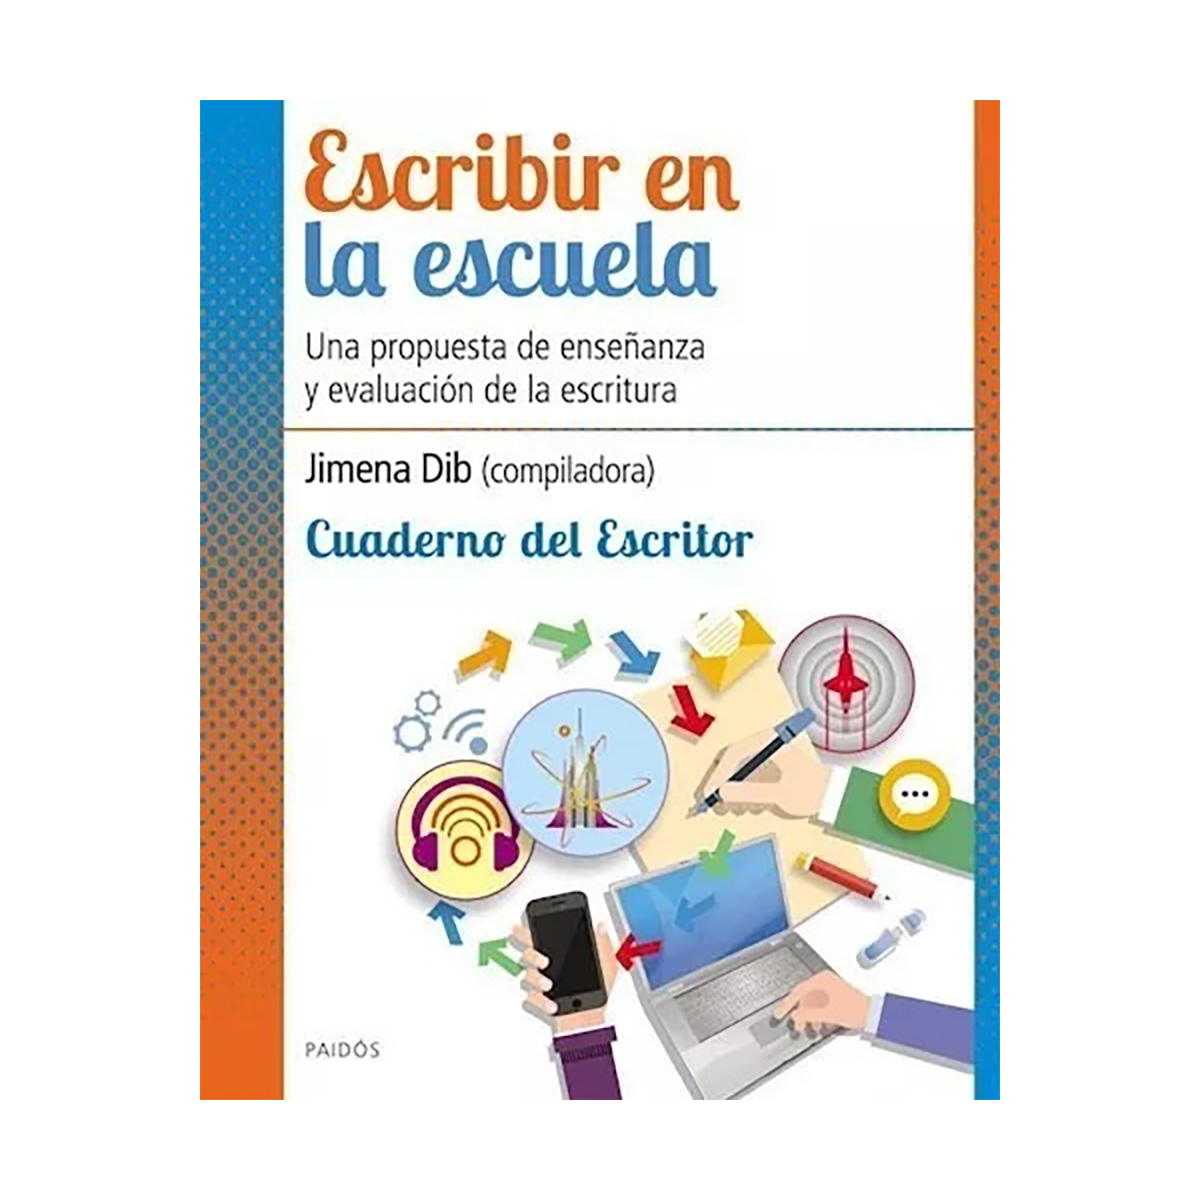 Escribir en
la escuela
Una propuesta de enseñanza
y evaluación de la escritura
Jimena Dib (compiladora)
Cuaderno del Escritor
PAIDÓS